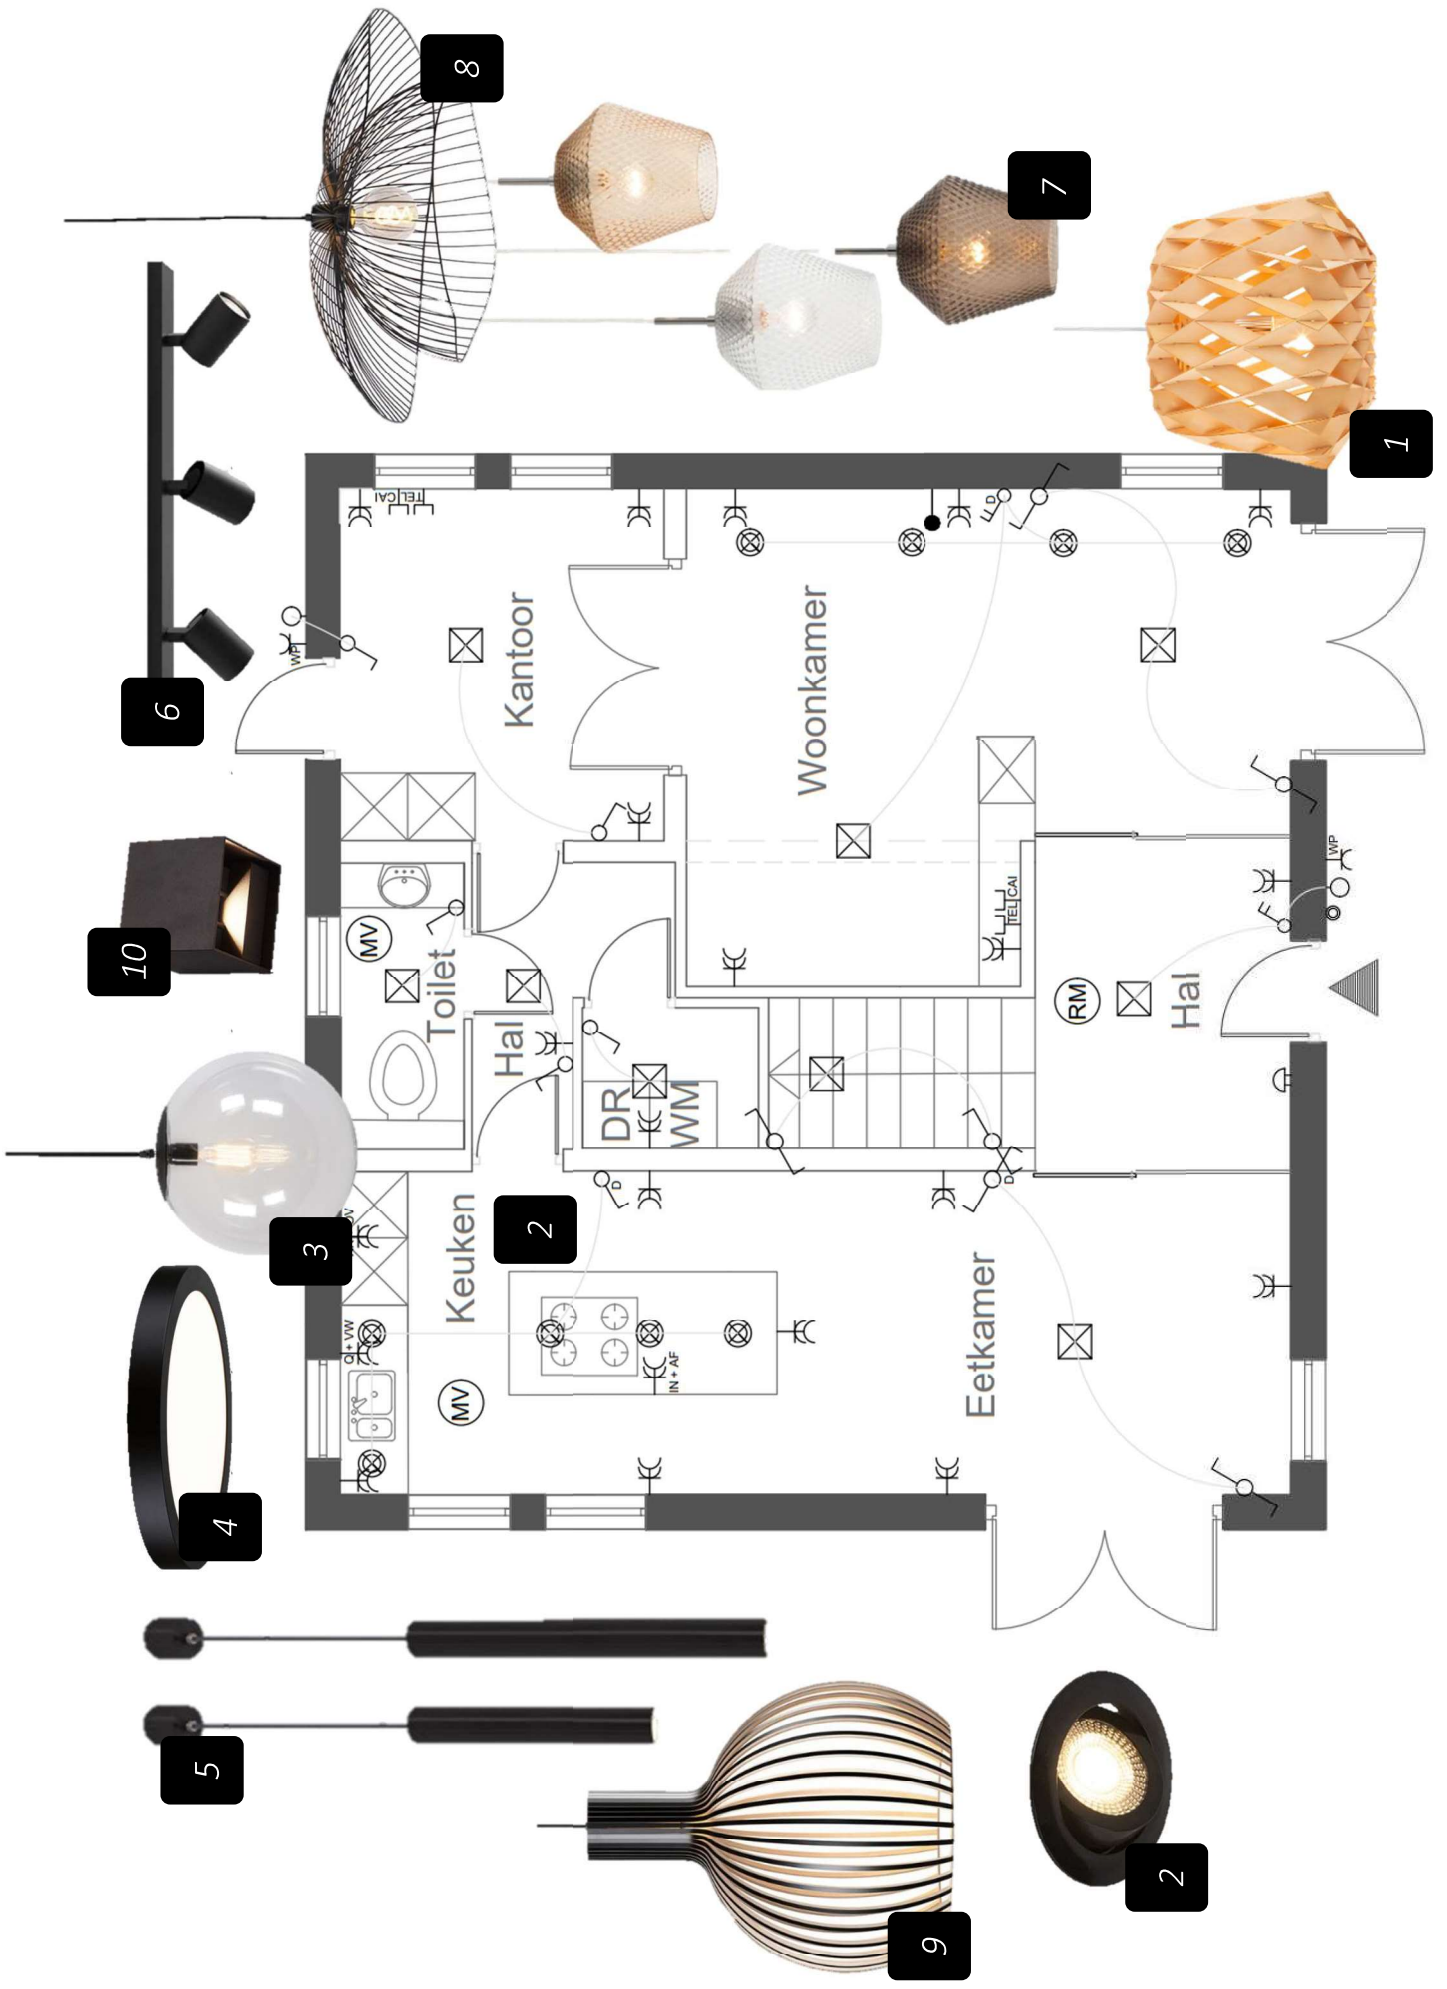 8
7
1
6
10
3
4
5
9
2
2
TEL CAI
WP
Kantoor
Woonkamer
D
MV
Toilet
Hal
DR
WM
TEL CAI
WP
RM
Hal
Keuken
D
D
Q + VW
MV
IN + AF
Eetkamer